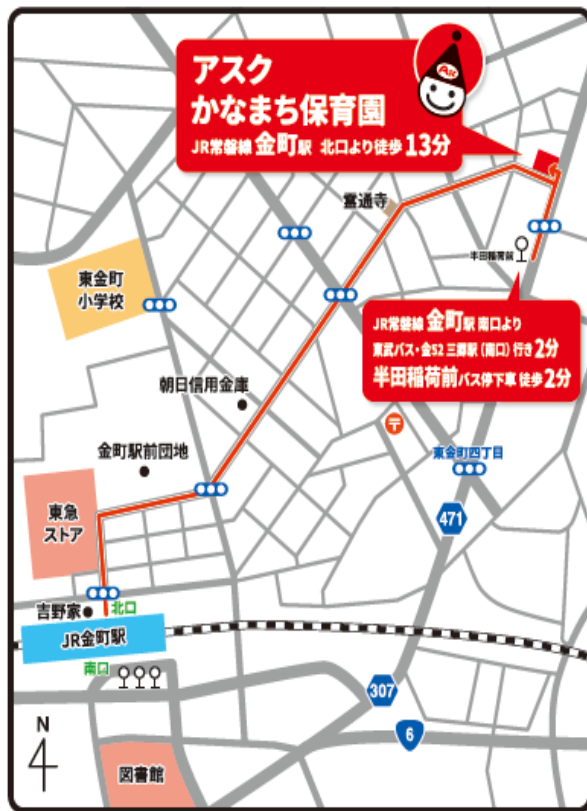 アスク
かなまち保育園
JR常磐線 金町駅 北口より徒歩13分
ASK
喜通寺
半田稲荷前
東金町
小学校
JR常磐線 金町駅 南口より
東武バス・金52 三郷駅(南口)行き2分
半田稲荷前バス停下車 徒歩2分
朝日信用金庫
〒
東金町四丁目
金町駅前団地
471
東急
ストア
吉野家
北口
JR金町駅
南口
307
6
N
4
図書館